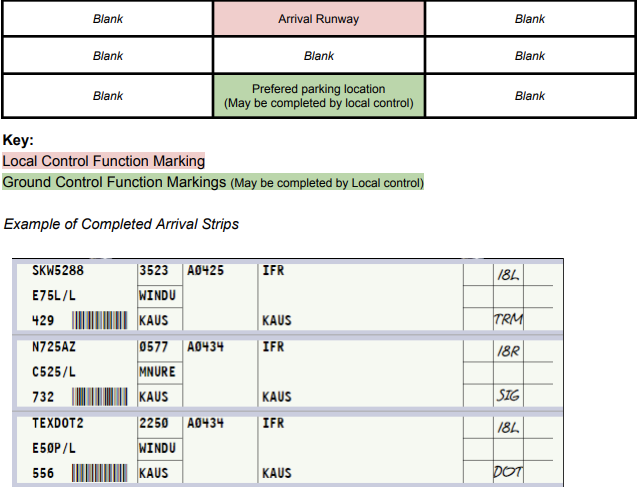 Blank Arrival Runway Blank
Blank Blank Blank
Blank Prefered parking location Blank
(May be completed by local control)
Key:
Local Control Function Marking
Ground Control Function Markings (May be completed by Local control)
Example of Completed Arrival Strips
SKW5288 3523 A0425 IFR 18L
E75L/L WINDU
429 KAUS KAUS TRM
N725AZ 0577 A0434 IFR 18R
C525/L MNURE
732 KAUS KAUS SIG
TEXDOT2 2250 A0434 IFR 18L
E50P/L WINDU
556 KAUS KAUS DOT